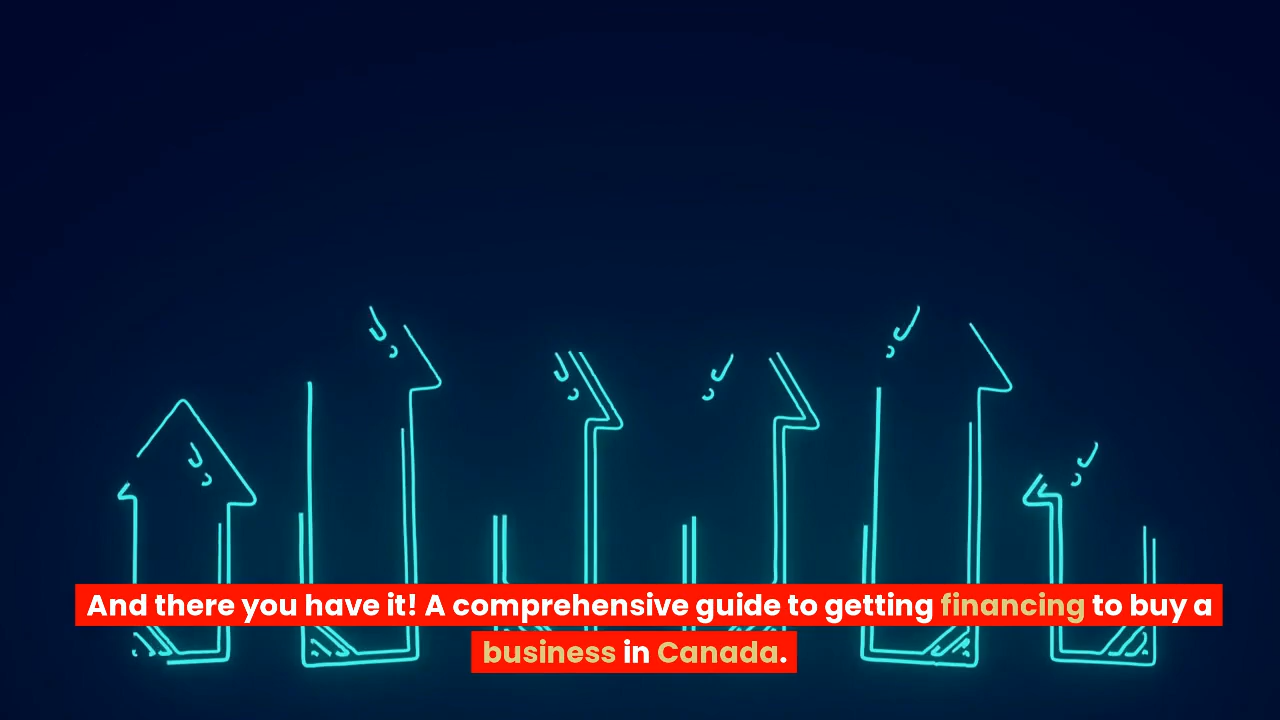 And there you have it! A comprehensive guide to getting financing to buy a
business in Canada.